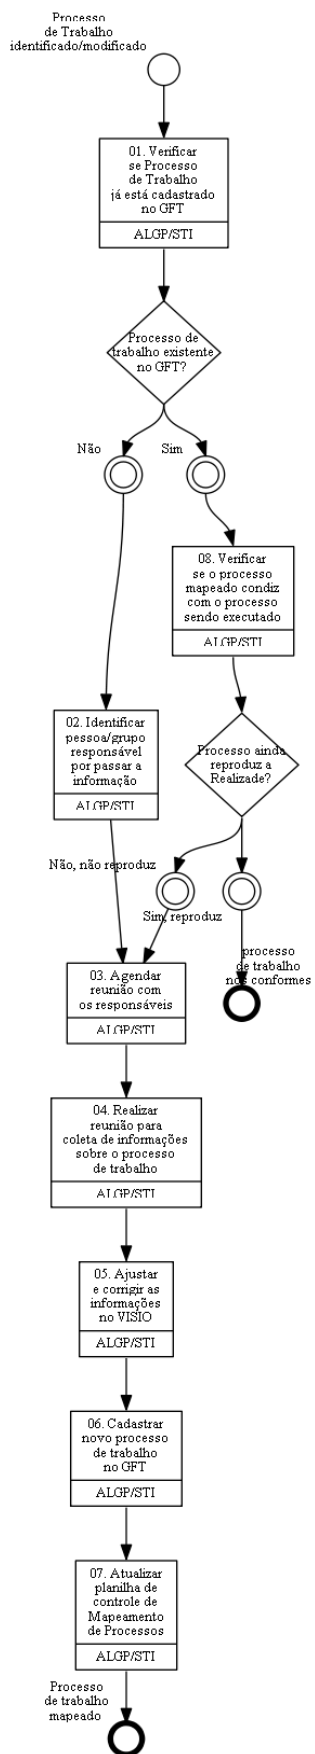 Processo
de Trabalho
identificado/modificado
01. Verificar
se Processo
de Trabalho
já está cadastrado
no GFT
ALGP/STI
Processo de
trabalho existente
no GFT?
Não
Sim
08. Verificar
se o processo
mapeado condiz
com o processo
sendo executado
ALGP/STI
02. Identificar
pessoa/grupo
responsável
por passar a
informação
ALGP/STI
Processo ainda
reproduz a
Realizade?
Não, não reproduz
Sim, reproduz
processo
de trabalho
nos conformes
03. Agendar
reunião com
os responsáveis
ALGP/STI
04. Realizar
reunião para
coleta de informações
sobre o processo
de trabalho
ALGP/STI
05. Ajustar
e corrigir as
informações
no VISIO
ALGP/STI
06. Cadastrar
novo processo
de trabalho
no GFT
ALGP/STI
07. Atualizar
planilha de
controle de
Mapeamento
de Processos
ALGP/STI
Processo
de trabalho
mapeado